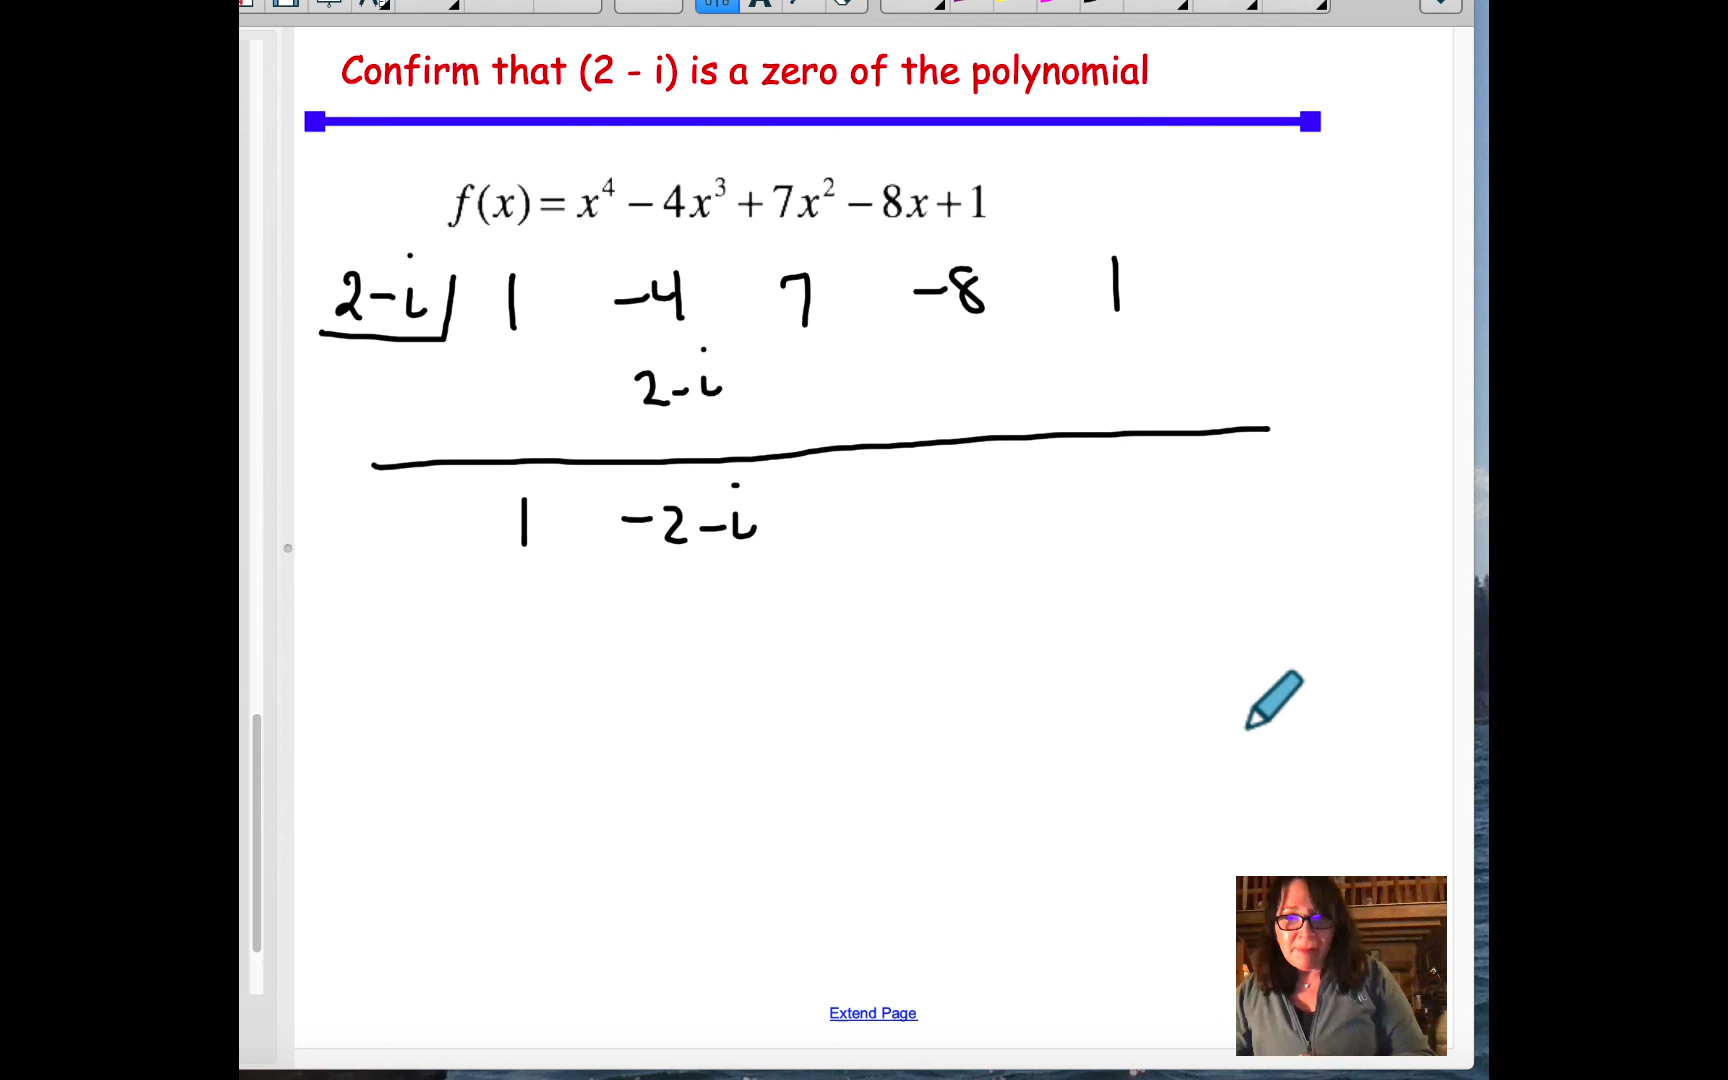 Confirm that (2 - i) is a zero of the polynomial
f(x) = x⁴ − 4x³ + 7x² − 8x + 1
2-i 1 -4 7 -8 1
2-i
1 -2-i
Extend Page